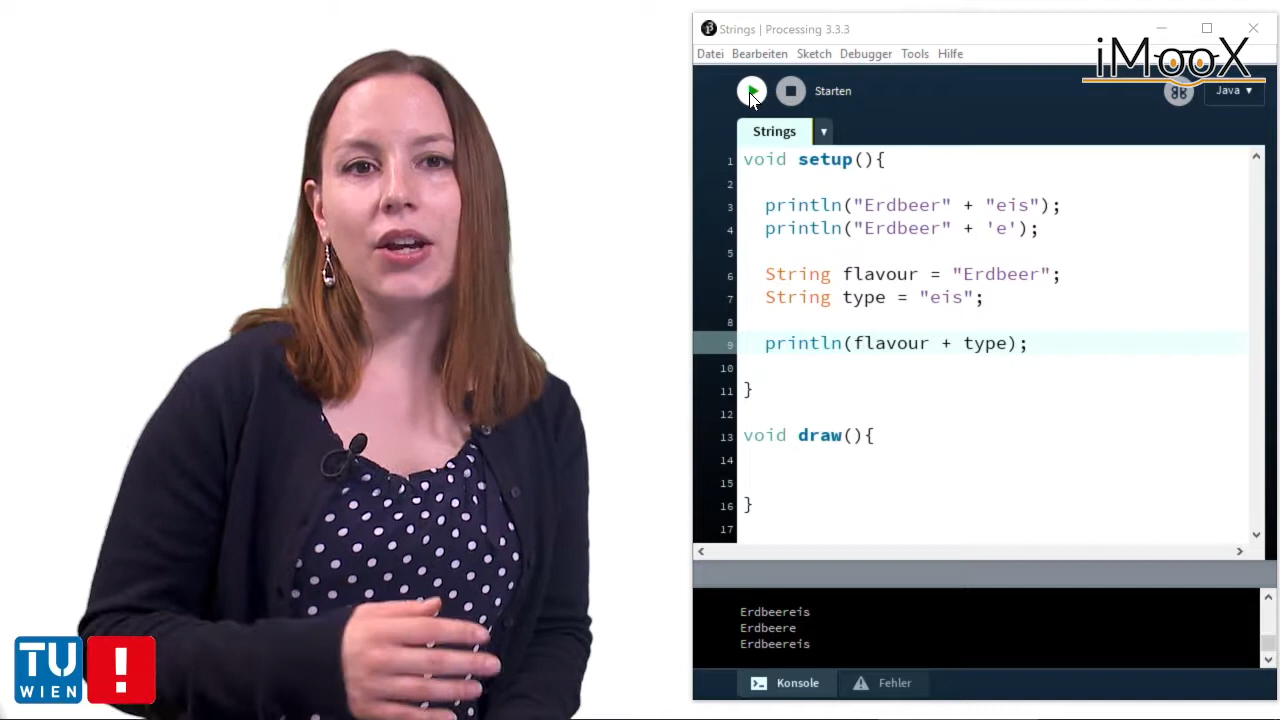 Strings | Processing 3.3.3
iMooX
Datei Bearbeiten Sketch Debugger Tools Hilfe
Starten
Java ▾
Strings
1 void setup(){
2
3 println("Erdbeer" + "eis");
4 println("Erdbeer" + 'e');
5
6 String flavour = "Erdbeer";
7 String type = "eis";
8
9 println(flavour + type);
10
11 }
12
13 void draw(){
14
15
16 }
17
Erdbeereis
Erdbeere
Erdbeereis
Konsole Fehler
TU
WIEN
!